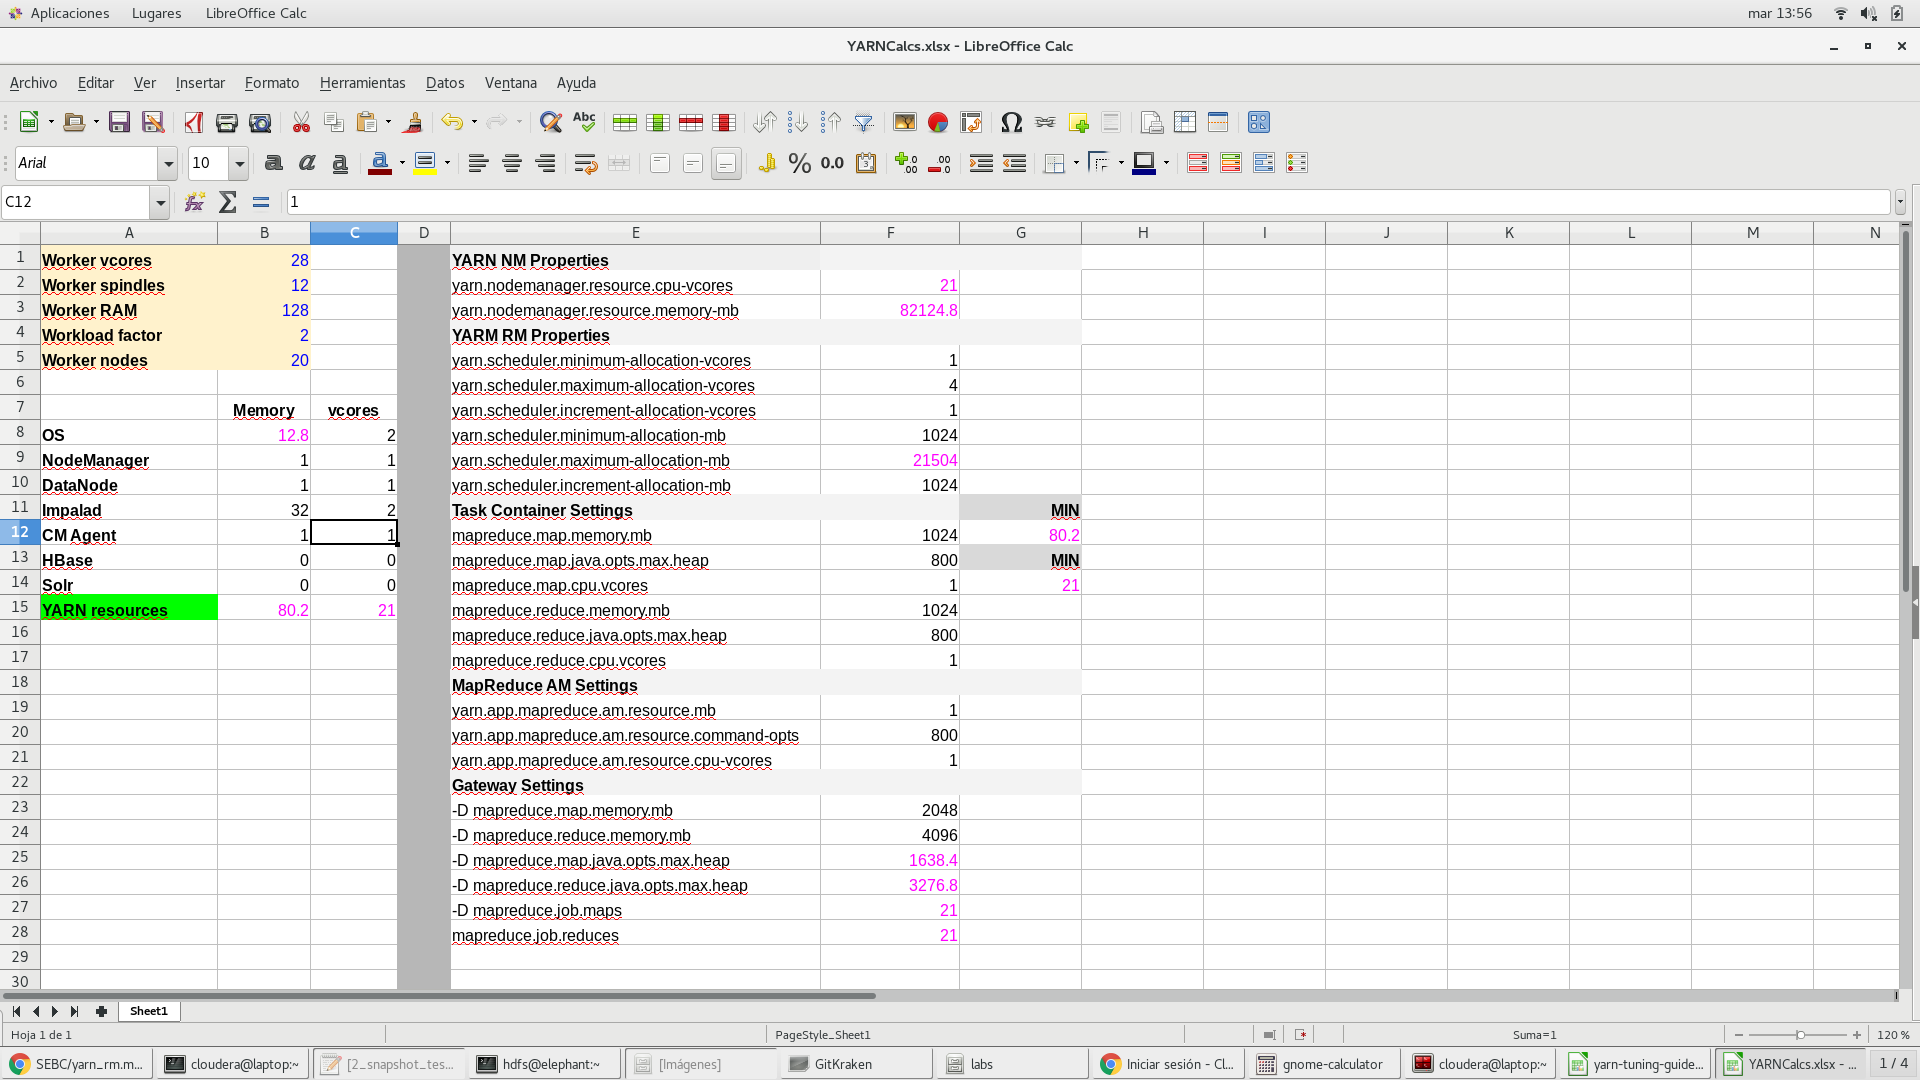 Aplicaciones Lugares LibreOffice Calc mar 13:56
YARNCalcs.xlsx - LibreOffice Calc
Archivo Editar Ver Insertar Formato Herramientas Datos Ventana Ayuda
Arial 10
C12 1
A B C D E F G H I J K L M N
1 Worker vcores 28 YARN NM Properties
2 Worker spindles 12 yarn.nodemanager.resource.cpu-vcores 21
3 Worker RAM 128 yarn.nodemanager.resource.memory-mb 82124.8
4 Workload factor 2 YARM RM Properties
5 Worker nodes 20 yarn.scheduler.minimum-allocation-vcores 1
6 yarn.scheduler.maximum-allocation-vcores 4
7 Memory vcores yarn.scheduler.increment-allocation-vcores 1
8 OS 12.8 2 yarn.scheduler.minimum-allocation-mb 1024
9 NodeManager 1 1 yarn.scheduler.maximum-allocation-mb 21504
10 DataNode 1 1 yarn.scheduler.increment-allocation-mb 1024
11 Impalad 32 2 Task Container Settings MIN
12 CM Agent 1 1 mapreduce.map.memory.mb 1024 80.2
13 HBase 0 0 mapreduce.map.java.opts.max.heap 800 MIN
14 Solr 0 0 mapreduce.map.cpu.vcores 1 21
15 YARN resources 80.2 21 mapreduce.reduce.memory.mb 1024
16 mapreduce.reduce.java.opts.max.heap 800
17 mapreduce.reduce.cpu.vcores 1
18 MapReduce AM Settings
19 yarn.app.mapreduce.am.resource.mb 1
20 yarn.app.mapreduce.am.resource.command-opts 800
21 yarn.app.mapreduce.am.resource.cpu-vcores 1
22 Gateway Settings
23 -D mapreduce.map.memory.mb 2048
24 -D mapreduce.reduce.memory.mb 4096
25 -D mapreduce.map.java.opts.max.heap 1638.4
26 -D mapreduce.reduce.java.opts.max.heap 3276.8
27 -D mapreduce.job.maps 21
28 mapreduce.job.reduces 21
29
30
Sheet1
Hoja 1 de 1 PageStyle_Sheet1 Suma=1 120 %
SEBC/yarn_rm.m... cloudera@laptop:~ [2_snapshot_tes... hdfs@elephant:~ [Imágenes] GitKraken labs Iniciar sesión - Cl... gnome-calculator cloudera@laptop:~ yarn-tuning-guide... YARNCalcs.xlsx - ... 1 / 4